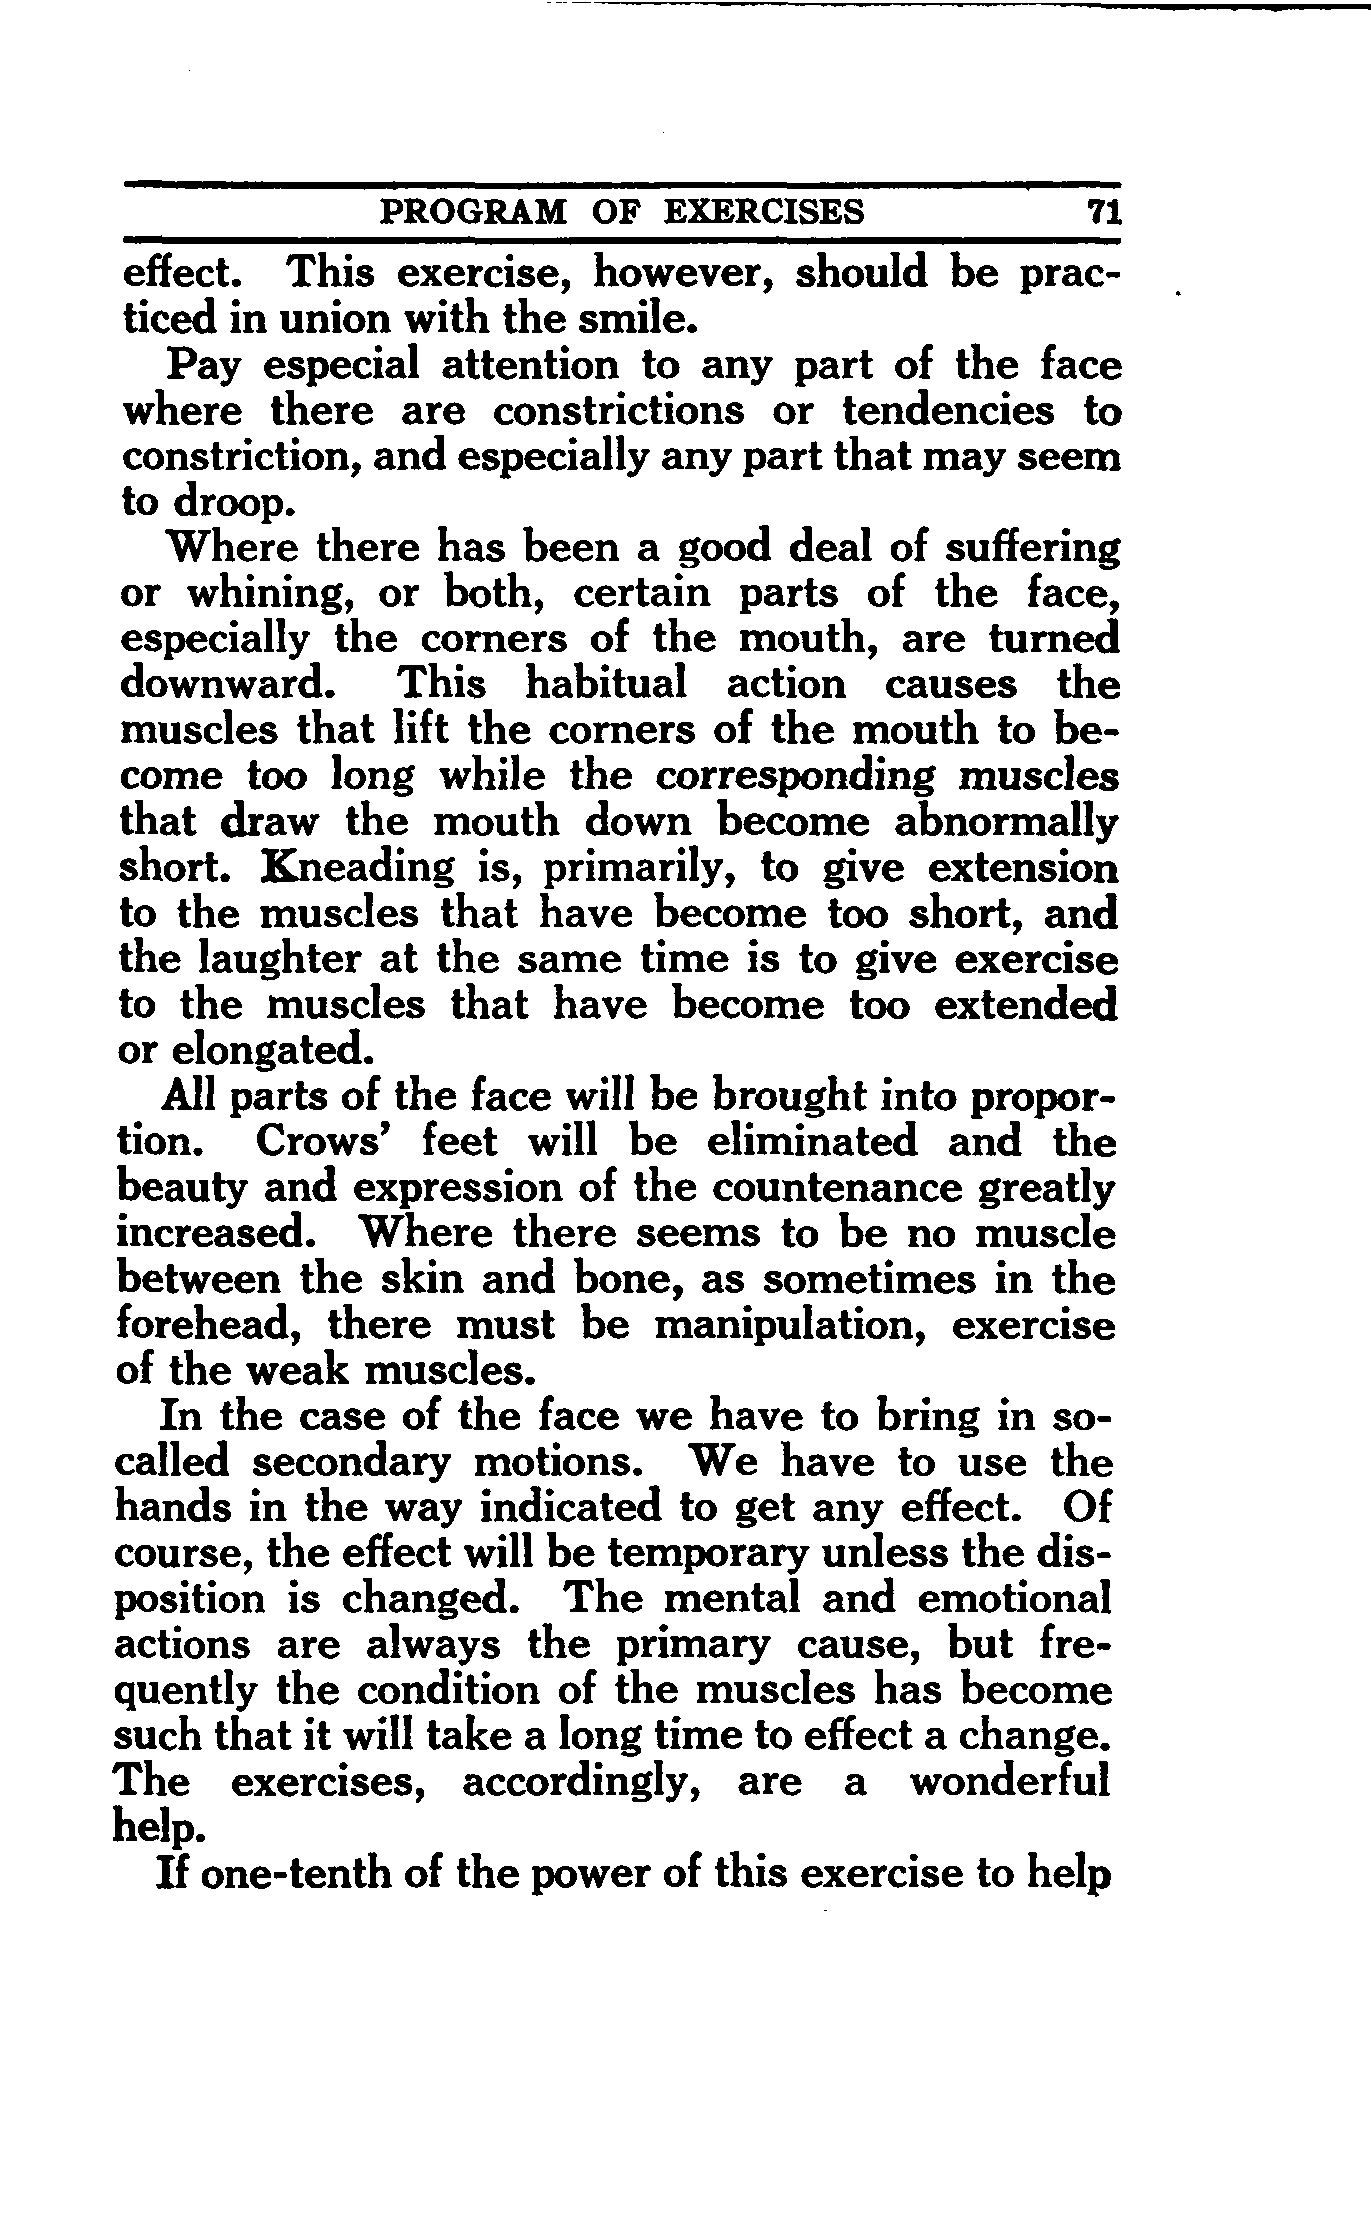 PROGRAM OF EXERCISES 71
effect. This exercise, however, should be prac-
ticed in union with the smile.
Pay especial attention to any part of the face
where there are constrictions or tendencies to
constriction, and especially any part that may seem
to droop.
Where there has been a good deal of suffering
or whining, or both, certain parts of the face,
especially the corners of the mouth, are turned
downward. This habitual action causes the
muscles that lift the corners of the mouth to be-
come too long while the corresponding muscles
that draw the mouth down become abnormally
short. Kneading is, primarily, to give extension
to the muscles that have become too short, and
the laughter at the same time is to give exercise
to the muscles that have become too extended
or elongated.
All parts of the face will be brought into propor-
tion. Crows' feet will be eliminated and the
beauty and expression of the countenance greatly
increased. Where there seems to be no muscle
between the skin and bone, as sometimes in the
forehead, there must be manipulation, exercise
of the weak muscles.
In the case of the face we have to bring in so-
called secondary motions. We have to use the
hands in the way indicated to get any effect. Of
course, the effect will be temporary unless the dis-
position is changed. The mental and emotional
actions are always the primary cause, but fre-
quently the condition of the muscles has become
such that it will take a long time to effect a change.
The exercises, accordingly, are a wonderful
help.
If one-tenth of the power of this exercise to help